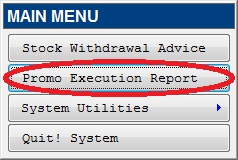 MAIN MENU
Stock Withdrawal Advice
Promo Execution Report
System Utilities
Quit! System